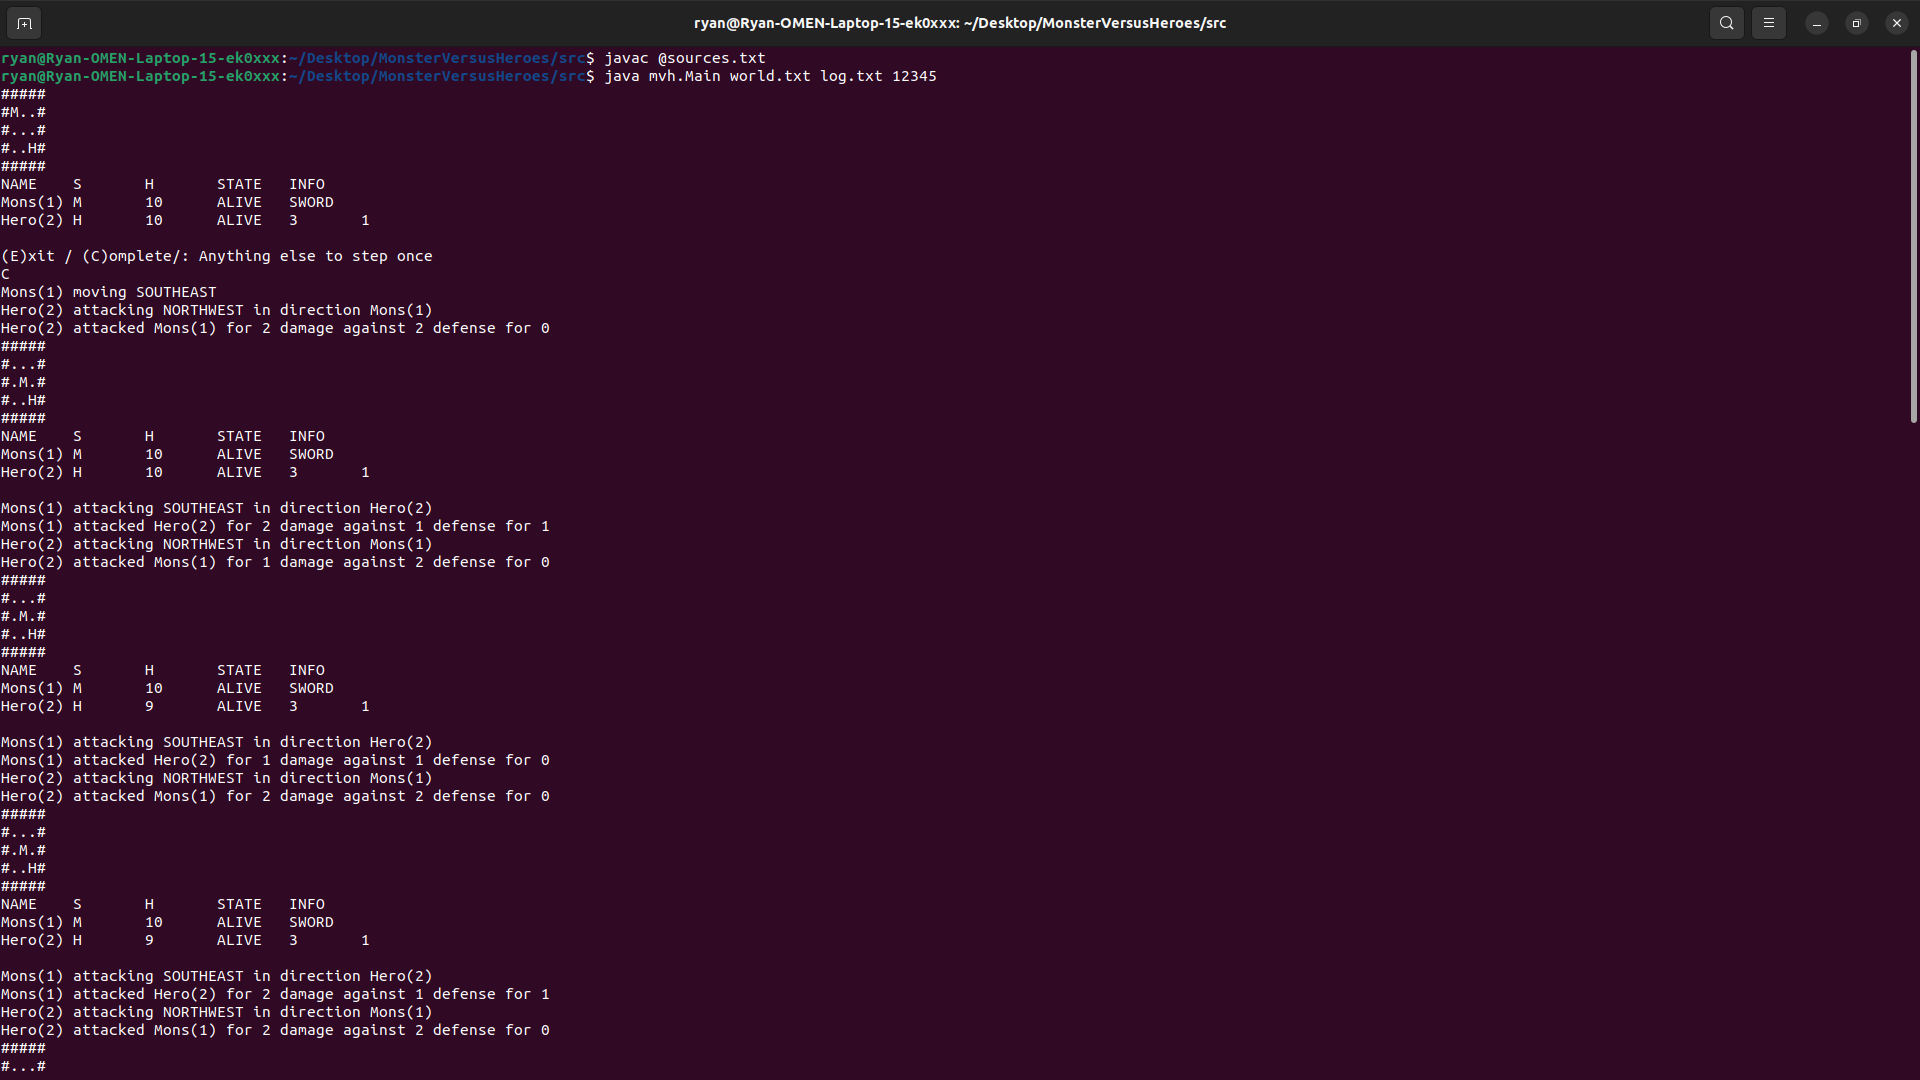 ryan@Ryan-OMEN-Laptop-15-ek0xxx: ~/Desktop/MonsterVersusHeroes/src
ryan@Ryan-OMEN-Laptop-15-ek0xxx:~/Desktop/MonsterVersusHeroes/src$ javac @sources.txt
ryan@Ryan-OMEN-Laptop-15-ek0xxx:~/Desktop/MonsterVersusHeroes/src$ java mvh.Main world.txt log.txt 12345
#####
#M..#
#...#
#..H#
#####
NAME    S       H       STATE   INFO
Mons(1) M       10      ALIVE   SWORD
Hero(2) H       10      ALIVE   3       1

(E)xit / (C)omplete/: Anything else to step once
C
Mons(1) moving SOUTHEAST
Hero(2) attacking NORTHWEST in direction Mons(1)
Hero(2) attacked Mons(1) for 2 damage against 2 defense for 0
#####
#...#
#.M.#
#..H#
#####
NAME    S       H       STATE   INFO
Mons(1) M       10      ALIVE   SWORD
Hero(2) H       10      ALIVE   3       1

Mons(1) attacking SOUTHEAST in direction Hero(2)
Mons(1) attacked Hero(2) for 2 damage against 1 defense for 1
Hero(2) attacking NORTHWEST in direction Mons(1)
Hero(2) attacked Mons(1) for 1 damage against 2 defense for 0
#####
#...#
#.M.#
#..H#
#####
NAME    S       H       STATE   INFO
Mons(1) M       10      ALIVE   SWORD
Hero(2) H       9       ALIVE   3       1

Mons(1) attacking SOUTHEAST in direction Hero(2)
Mons(1) attacked Hero(2) for 1 damage against 1 defense for 0
Hero(2) attacking NORTHWEST in direction Mons(1)
Hero(2) attacked Mons(1) for 2 damage against 2 defense for 0
#####
#...#
#.M.#
#..H#
#####
NAME    S       H       STATE   INFO
Mons(1) M       10      ALIVE   SWORD
Hero(2) H       9       ALIVE   3       1

Mons(1) attacking SOUTHEAST in direction Hero(2)
Mons(1) attacked Hero(2) for 2 damage against 1 defense for 1
Hero(2) attacking NORTHWEST in direction Mons(1)
Hero(2) attacked Mons(1) for 2 damage against 2 defense for 0
#####
#...#